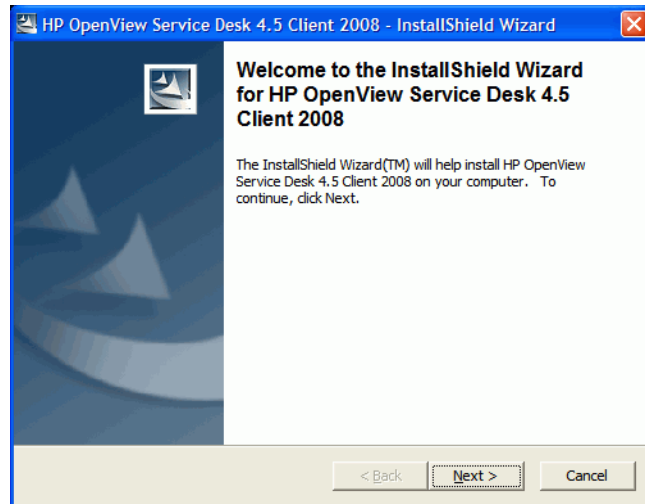 HP OpenView Service Desk 4.5 Client 2008 - InstallShield Wizard
Welcome to the InstallShield Wizard
for HP OpenView Service Desk 4.5
Client 2008
The InstallShield Wizard(TM) will help install HP OpenView
Service Desk 4.5 Client 2008 on your computer. To
continue, click Next.
< Back Next > Cancel